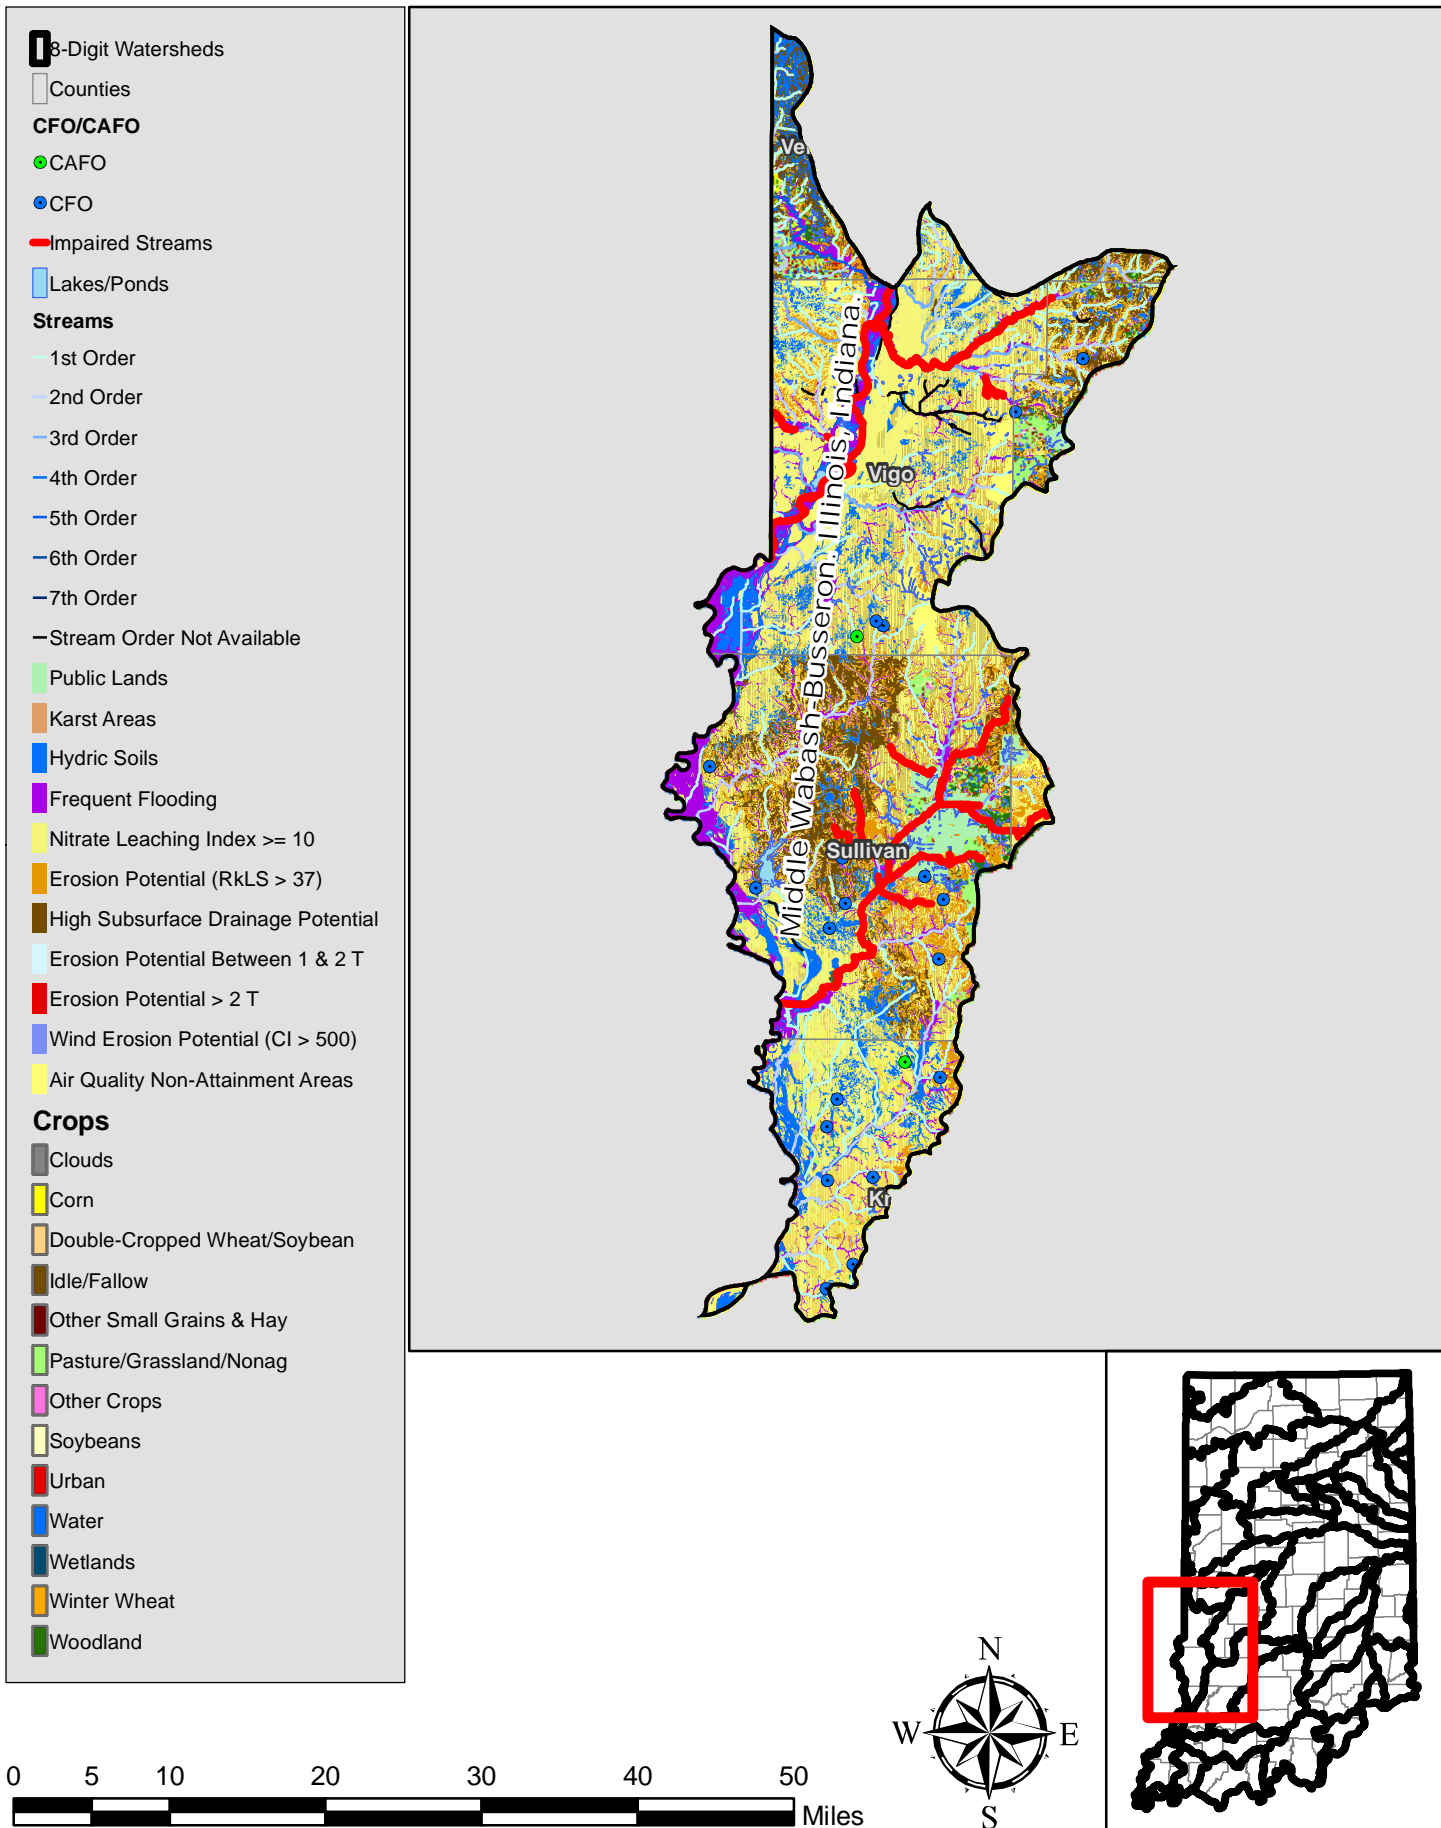 8-Digit Watersheds
Counties
CFO/CAFO
CAFO
CFO
Impaired Streams
Lakes/Ponds
Streams
1st Order
2nd Order
3rd Order
4th Order
5th Order
6th Order
7th Order
Stream Order Not Available
Public Lands
Karst Areas
Hydric Soils
Frequent Flooding
Nitrate Leaching Index >= 10
Erosion Potential (RkLS > 37)
High Subsurface Drainage Potential
Erosion Potential Between 1 & 2 T
Erosion Potential > 2 T
Wind Erosion Potential (CI > 500)
Air Quality Non-Attainment Areas
Crops
Clouds
Corn
Double-Cropped Wheat/Soybean
Idle/Fallow
Other Small Grains & Hay
Pasture/Grassland/Nonag
Other Crops
Soybeans
Urban
Water
Wetlands
Winter Wheat
Woodland
Ve
Middle Wabash-Busseron. Illinois, Indiana.
Vigo
Sullivan
Kr
N
W E
S
0 5 10 20 30 40 50
Miles